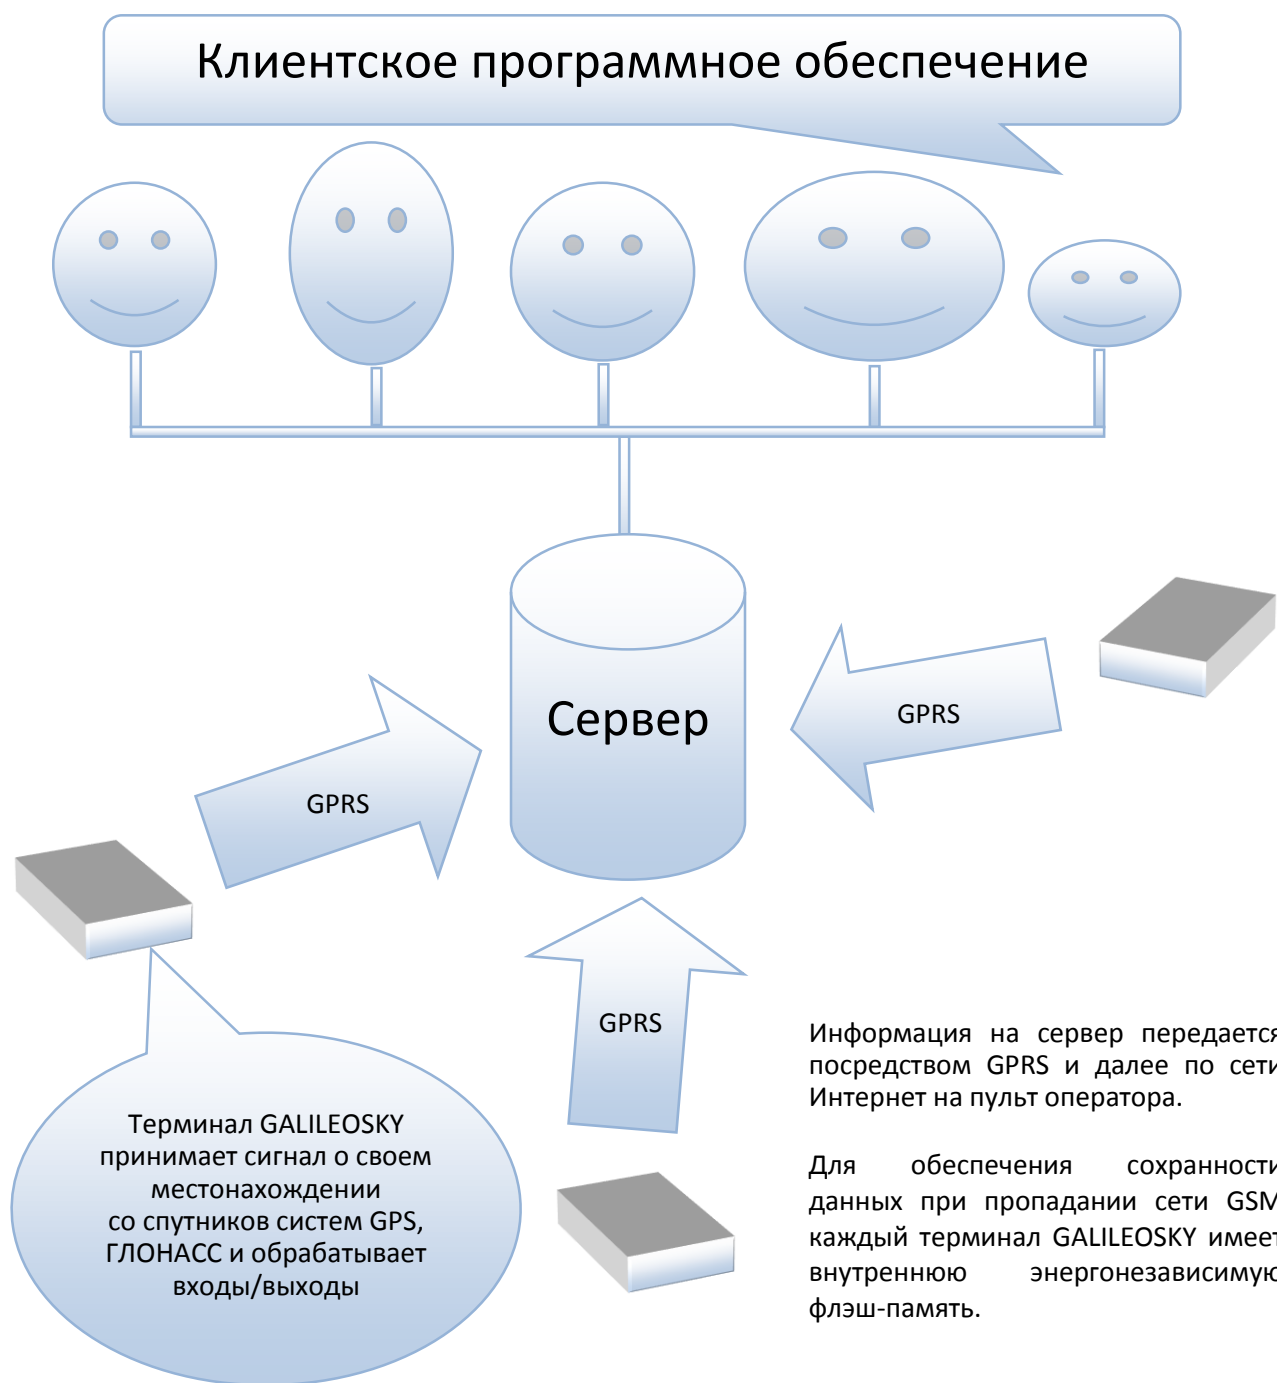 Клиентское программное обеспечение
Сервер
GPRS
GPRS
GPRS
Терминал GALILEOSKY
принимает сигнал о своем
местонахождении
со спутников систем GPS,
ГЛОНАСС и обрабатывает
входы/выходы
Информация на сервер передается
посредством GPRS и далее по сети
Интернет на пульт оператора.
Для обеспечения сохранности
данных при пропадании сети GSM
каждый терминал GALILEOSKY имеет
внутреннюю энергонезависимую
флэш-память.